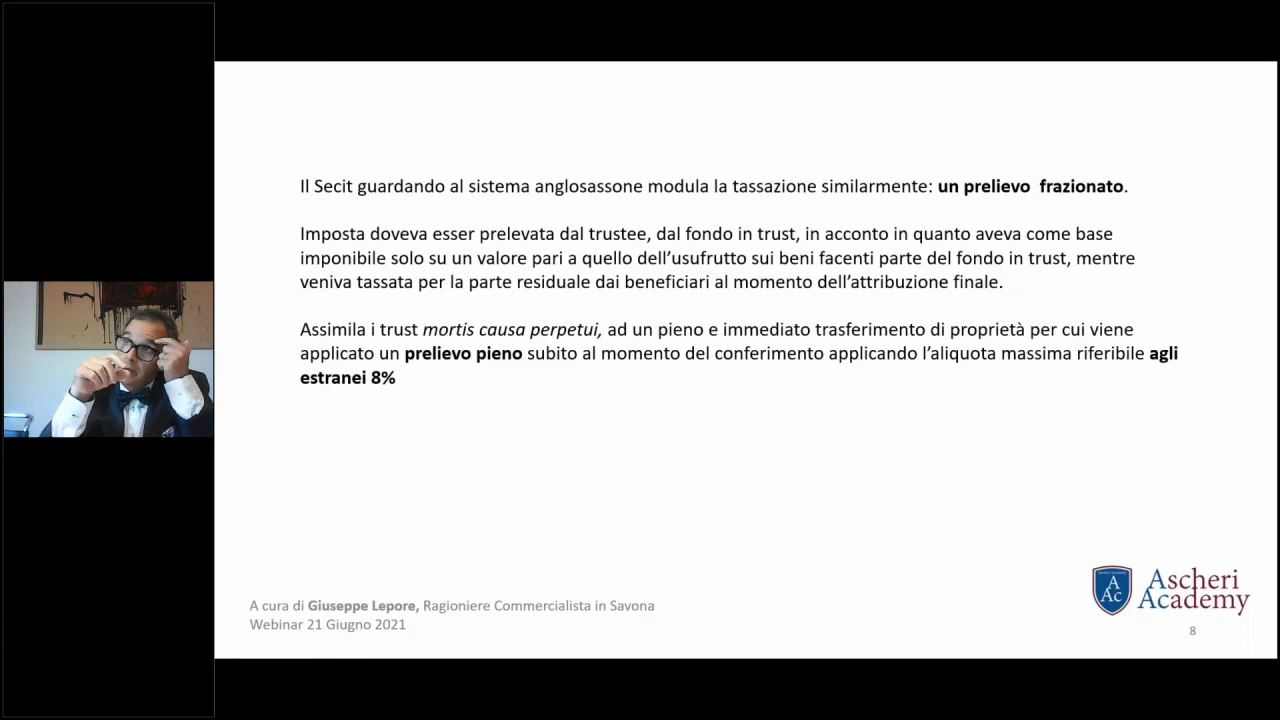 Il Secit guardando al sistema anglosassone modula la tassazione similarmente: un prelievo  frazionato.
Imposta doveva esser prelevata dal trustee, dal fondo in trust, in acconto in quanto aveva come base
imponibile solo su un valore pari a quello dell’usufrutto sui beni facenti parte del fondo in trust, mentre
veniva tassata per la parte residuale dai beneficiari al momento dell’attribuzione finale.
Assimila i trust mortis causa perpetui, ad un pieno e immediato trasferimento di proprietà per cui viene
applicato un prelievo pieno subito al momento del conferimento applicando l’aliquota massima riferibile agli
estranei 8%
A cura di Giuseppe Lepore, Ragioniere Commercialista in Savona
Webinar 21 Giugno 2021
A
Ac
Ascheri
Academy
8